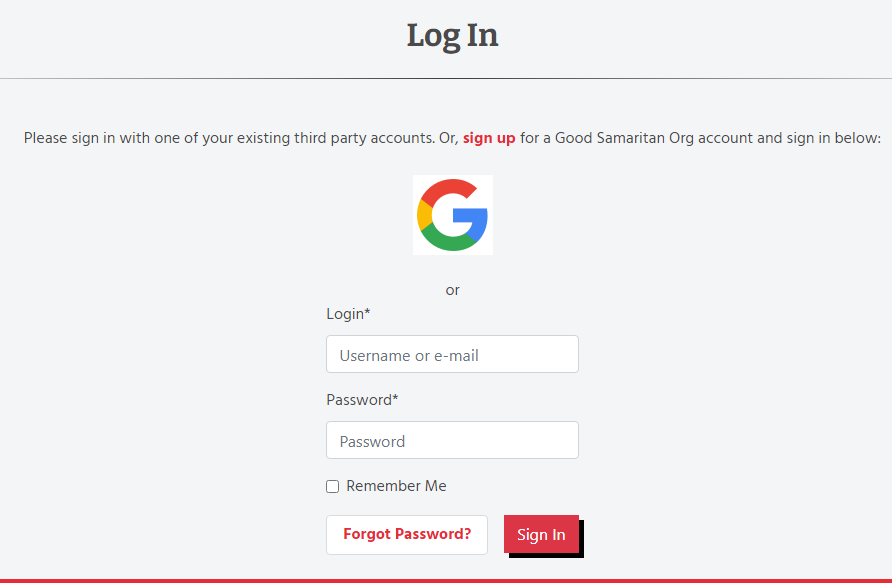 Log In
Please sign in with one of your existing third party accounts. Or, sign up for a Good Samaritan Org account and sign in below:
or
Login*
Username or e-mail
Password*
Password
Remember Me
Forgot Password?
Sign In